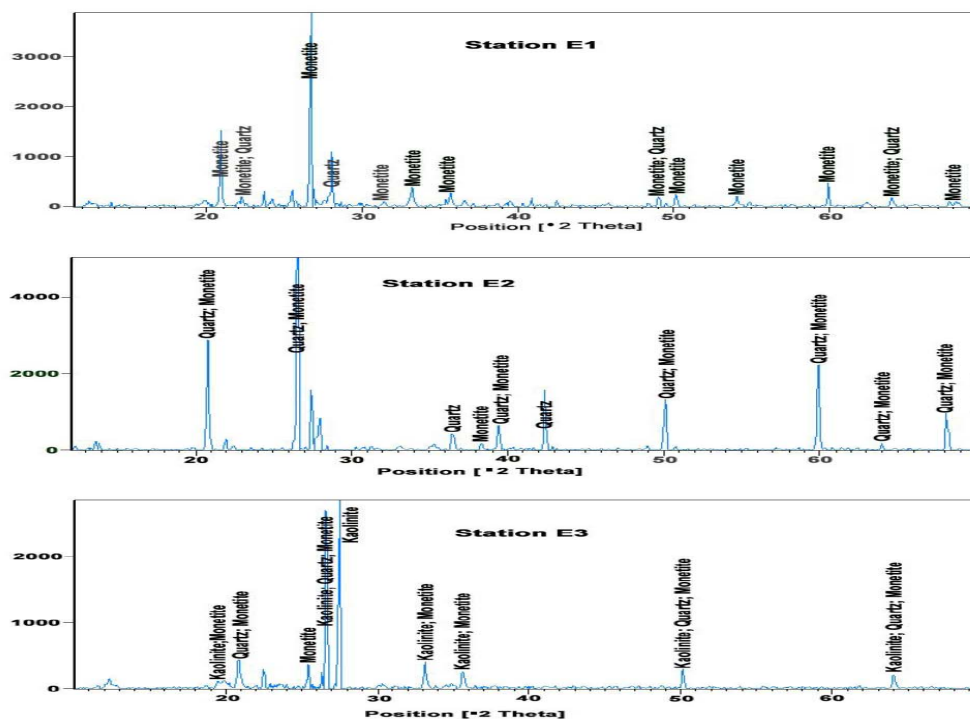 Station E1
3000
2000
1000
0
Monetite
Monetite; Quartz
Monetite
Quartz
Monetite
Monetite
Monetite
Monetite; Quartz
Monetite
Monetite
Monetite
Monetite; Quartz
Monetite
20
30
40
50
60
Position [°2 Theta]
Station E2
4000
2000
0
Quartz; Monetite
Quartz; Monetite
Quartz
Monetite
Quartz; Monetite
Quartz
Quartz; Monetite
Quartz; Monetite
Quartz; Monetite
Quartz; Monetite
20
30
40
50
60
Position [°2 Theta]
Station E3
2000
1000
0
Kaolinite;Monetite
Quartz; Monetite
Monetite
Kaolinite; Quartz; Monetite
Kaolinite
Kaolinite; Monetite
Kaolinite; Monetite
Kaolinite; Quartz; Monetite
Kaolinite; Quartz; Monetite
20
30
40
50
60
Position [°2 Theta]